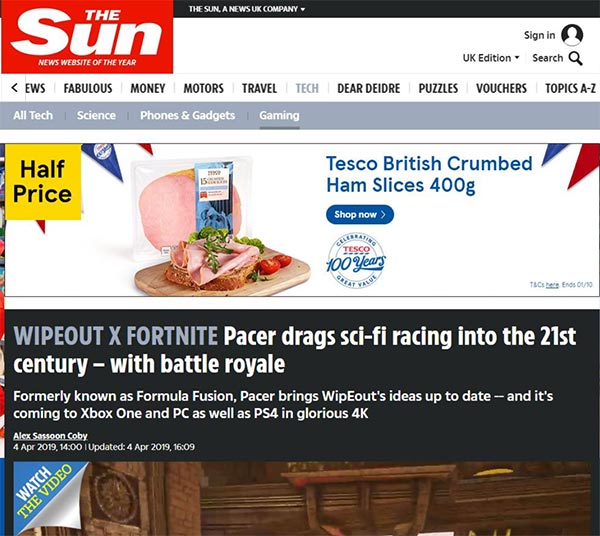 THE
Sun
NEWS WEBSITE OF THE YEAR
THE SUN, A NEWS UK COMPANY
Sign in
UK Edition
Search
< EWS FABULOUS MONEY MOTORS TRAVEL TECH DEAR DEIDRE PUZZLES VOUCHERS TOPICS A-Z
All Tech Science Phones & Gadgets Gaming
Half
Price
TESCO
Tesco British Crumbed
Ham Slices 400g
Shop now >
CELEBRATING
TESCO
100 Years
GREAT VALUE
T&Cs here. Ends 01/10
WIPEOUT X FORTNITE Pacer drags sci-fi racing into the 21st
century – with battle royale
Formerly known as Formula Fusion, Pacer brings WipEout's ideas up to date -- and it's
coming to Xbox One and PC as well as PS4 in glorious 4K
Alex Sassoon Coby
4 Apr 2019, 14:00 | Updated: 4 Apr 2019, 16:09
WATCH
THE VIDEO